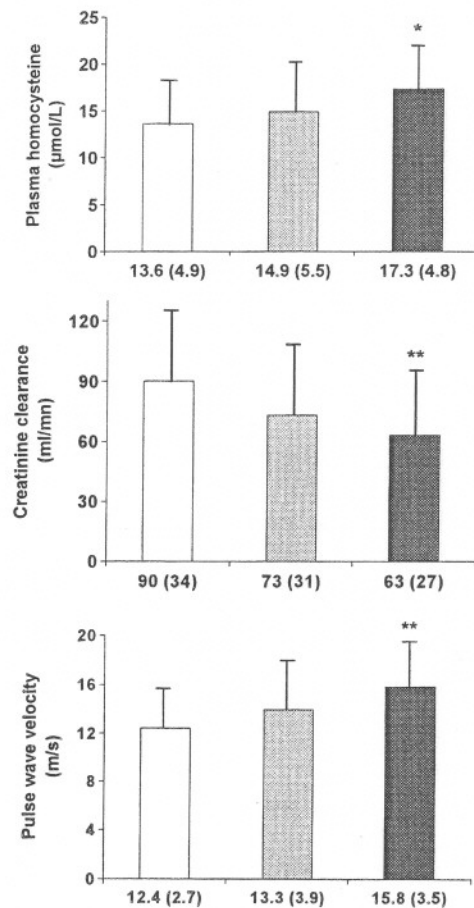 Plasma homocysteine
(µmol/L)
25
20
15
10
5
0
*
13.6 (4.9) 14.9 (5.5) 17.3 (4.8)
Creatinine clearance
(ml/mn)
120
90
60
30
0
**
90 (34) 73 (31) 63 (27)
Pulse wave velocity
(m/s)
20
16
12
8
4
0
**
12.4 (2.7) 13.3 (3.9) 15.8 (3.5)